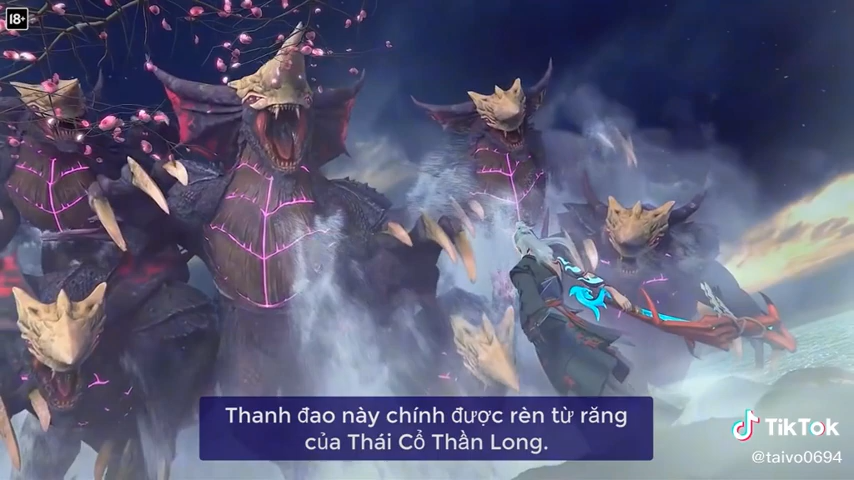 18+
Thanh đao này chính được rèn từ răng
của Thái Cổ Thần Long.
TikTok
@taivo0694